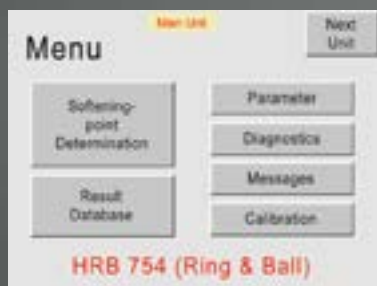 Main Unit
Next
Unit
Menu
Softening-
point
Determination
Parameter
Diagnostics
Messages
Result
Database
Calibration
HRB 754 (Ring & Ball)